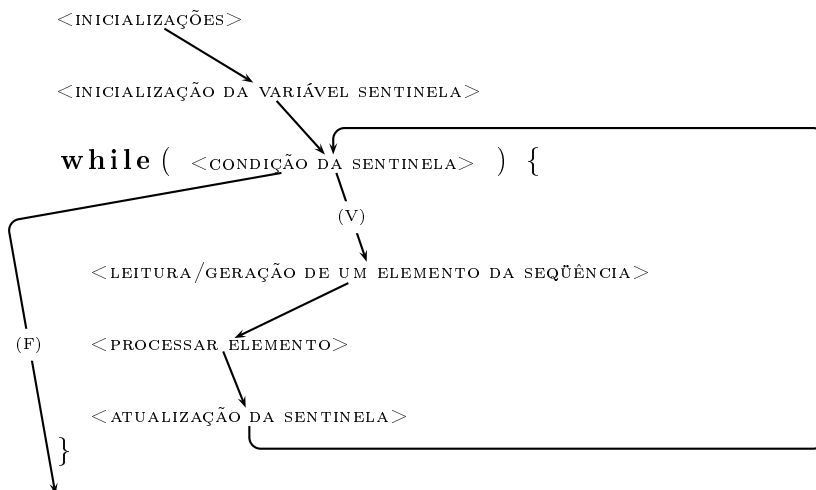 <INICIALIZAÇÕES>
<INICIALIZAÇÃO DA VARIÁVEL SENTINELA>
while ( <CONDIÇÃO DA SENTINELA> ) {
(V)
<LEITURA/GERAÇÃO DE UM ELEMENTO DA SEQÜÊNCIA>
(F) <PROCESSAR ELEMENTO>
<ATUALIZAÇÃO DA SENTINELA>
}